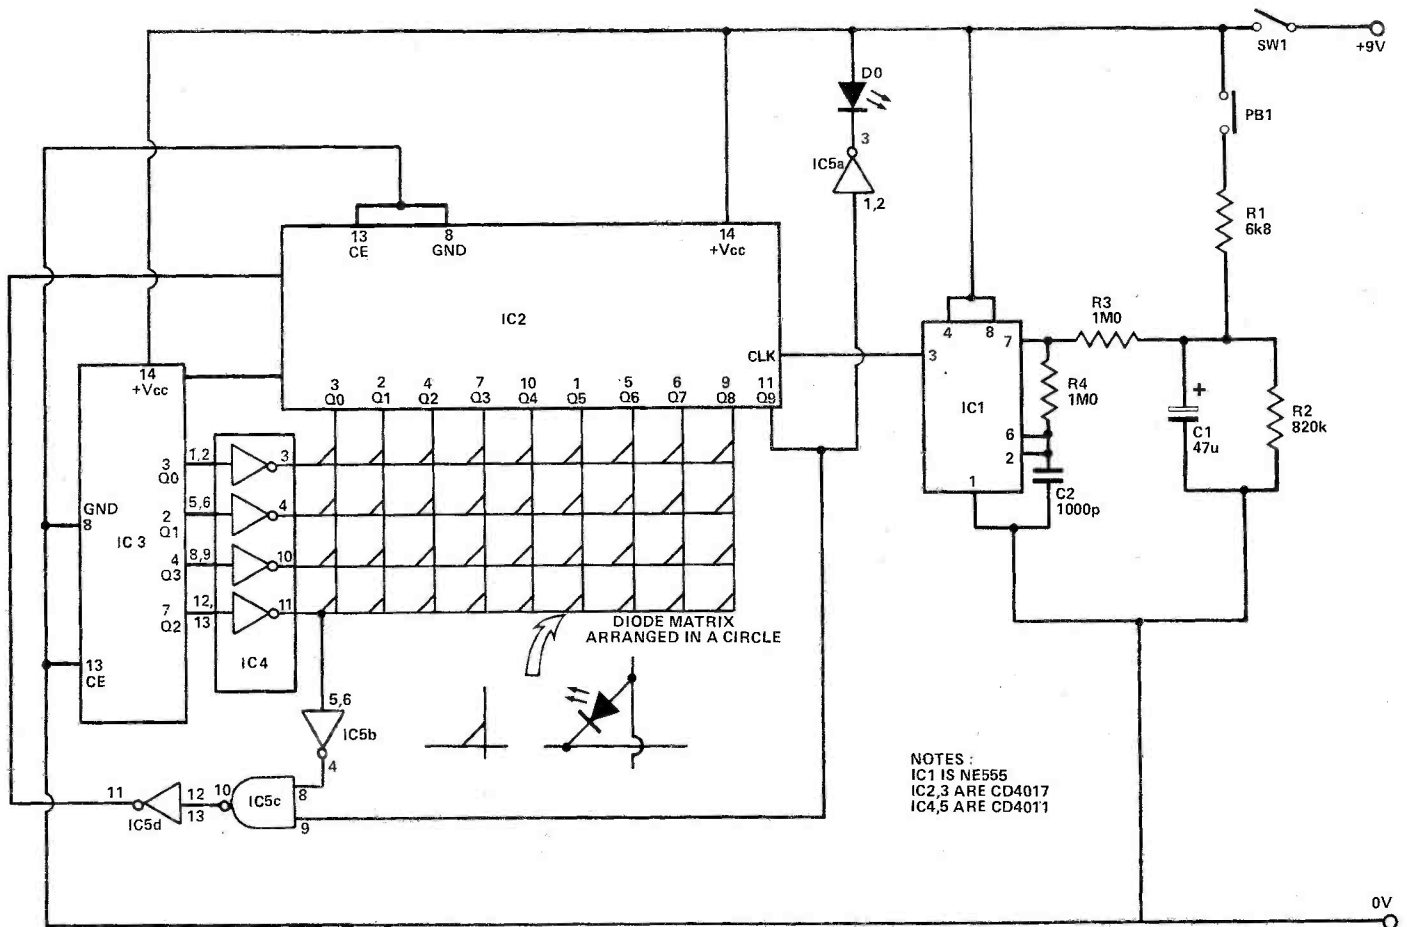 SW1
+9V
D0
3
IC5a
1,2
PB1
R1
6k8
13
CE
8
GND
14
+Vcc
IC2
CLK
3 2 4 7 10 1 5 6 9 11
Q0 Q1 Q2 Q3 Q4 Q5 Q6 Q7 Q8 Q9
4 8
3
7
IC1
6
2
1
R3
1M0
R4
1M0
C2
1000p
+
C1
47u
R2
820k
14
+Vcc
3
Q0
1,2
3
GND
8
IC 3
2
Q1
5,6
4
4
Q3
8,9
10
7
Q2
12,
13
11
13
CE
IC4
DIODE MATRIX
ARRANGED IN A CIRCLE
5,6
IC5b
4
11
IC5d
12
13
10
IC5c
8
9
NOTES :
IC1 IS NE555
IC2,3 ARE CD4017
IC4,5 ARE CD4011
0V